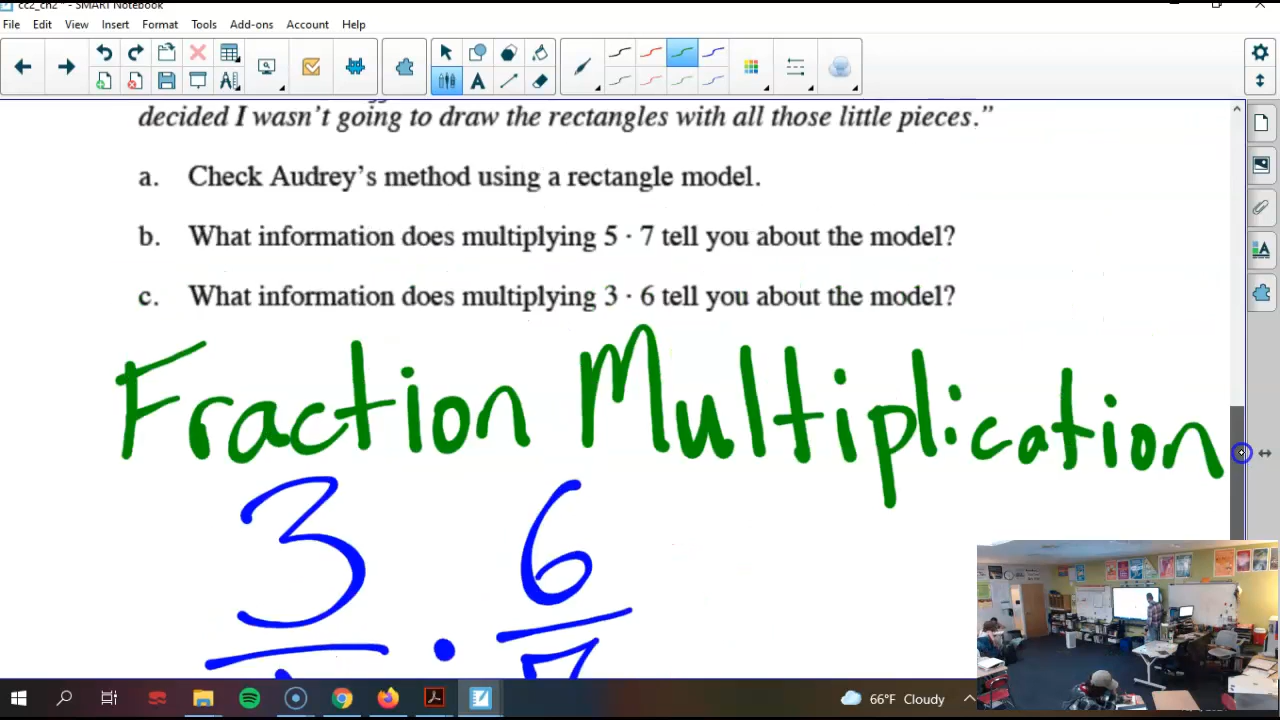 cc2_ch2 * - SMART Notebook
File Edit View Insert Format Tools Add-ons Account Help
decided I wasn't going to draw the rectangles with all those little pieces.”
a. Check Audrey's method using a rectangle model.
b. What information does multiplying 5 · 7 tell you about the model?
c. What information does multiplying 3 · 6 tell you about the model?
Fraction Multiplication
3 6
·
7
66°F Cloudy